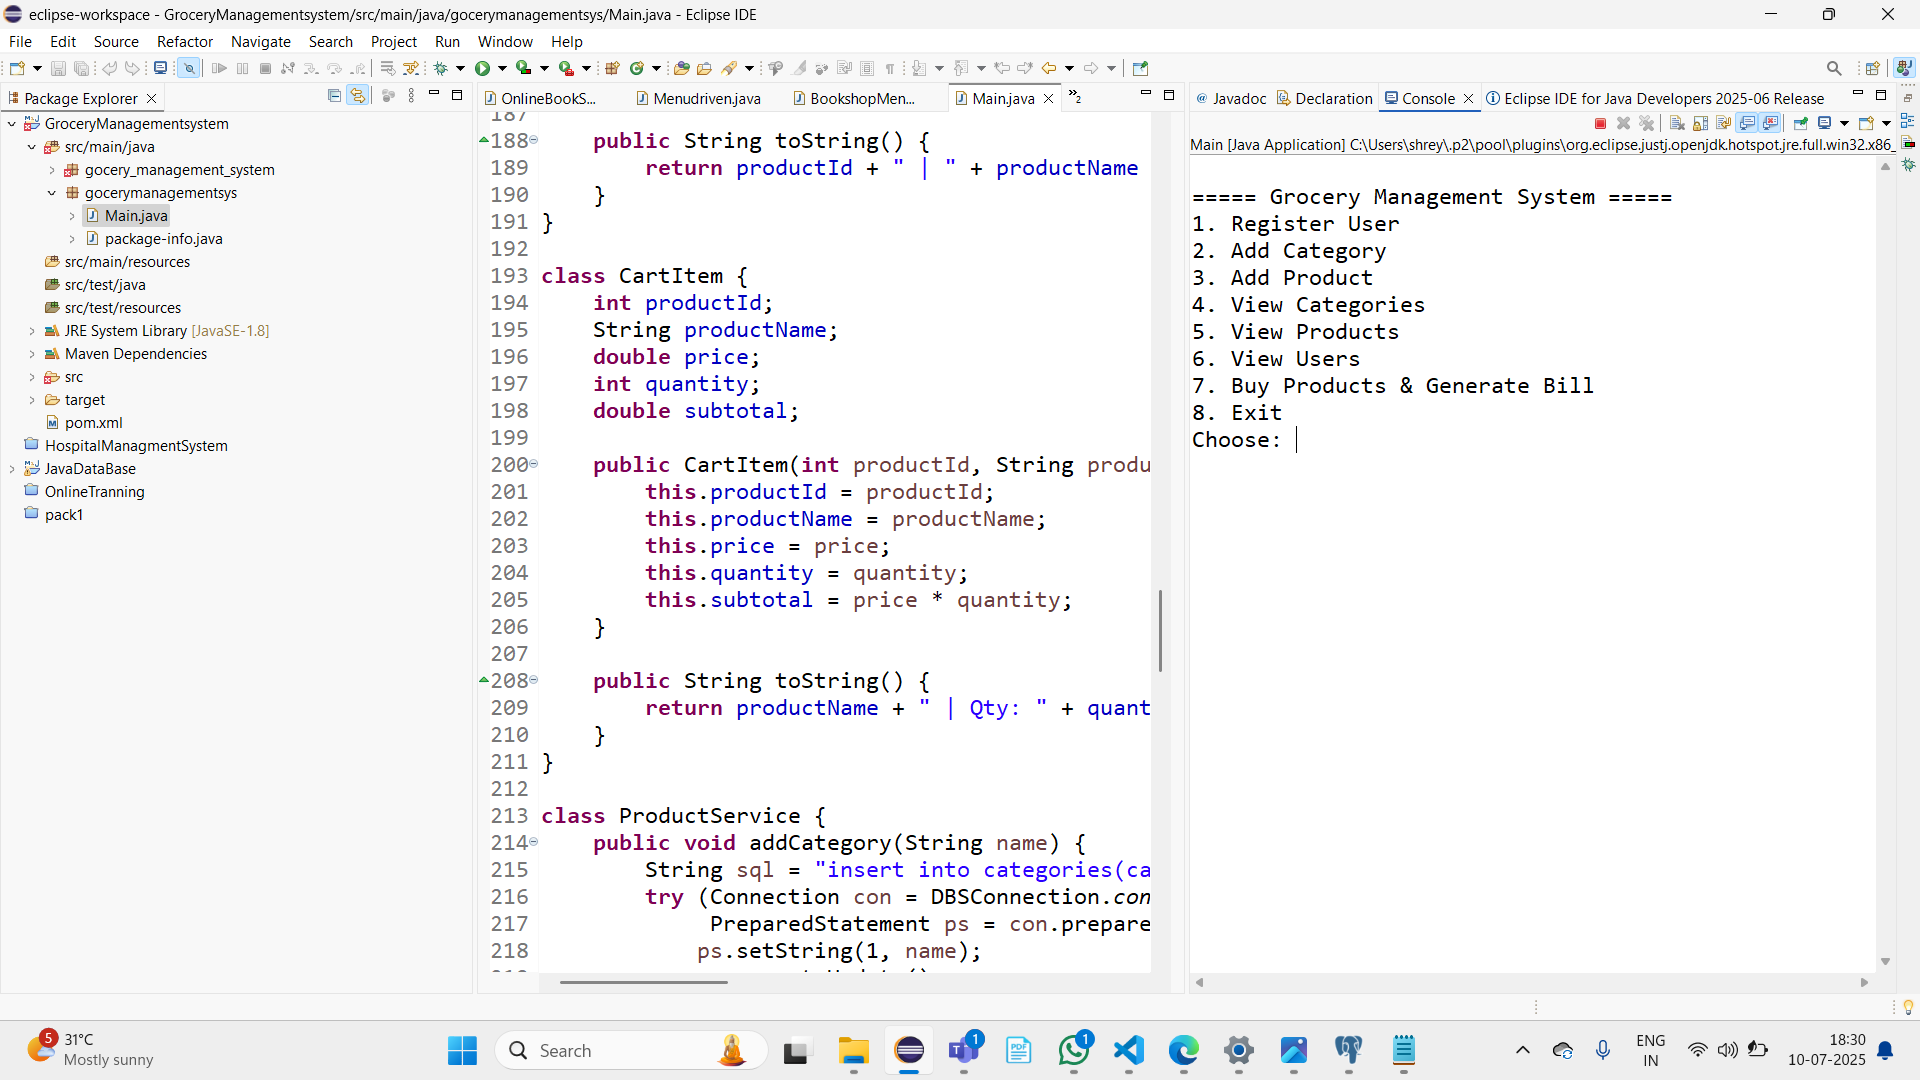 eclipse-workspace - GroceryManagementsystem/src/main/java/gocerymanagementsys/Main.java - Eclipse IDE
File Edit Source Refactor Navigate Search Project Run Window Help
Package Explorer
GroceryManagementsystem
src/main/java
gocery_management_system
gocerymanagementsys
Main.java
package-info.java
src/main/resources
src/test/java
src/test/resources
JRE System Library [JavaSE-1.8]
Maven Dependencies
src
target
pom.xml
HospitalManagmentSystem
JavaDataBase
OnlineTranning
pack1
OnlineBookS... Menudriven.java BookshopMen... Main.java »2
187
188 public String toString() {
189 return productId + " | " + productName
190 }
191 }
192
193 class CartItem {
194 int productId;
195 String productName;
196 double price;
197 int quantity;
198 double subtotal;
199
200 public CartItem(int productId, String produ
201 this.productId = productId;
202 this.productName = productName;
203 this.price = price;
204 this.quantity = quantity;
205 this.subtotal = price * quantity;
206 }
207
208 public String toString() {
209 return productName + " | Qty: " + quant
210 }
211 }
212
213 class ProductService {
214 public void addCategory(String name) {
215 String sql = "insert into categories(ca
216 try (Connection con = DBSConnection.con
217 PreparedStatement ps = con.prepare
218 ps.setString(1, name);
Javadoc Declaration Console Eclipse IDE for Java Developers 2025-06 Release
Main [Java Application] C:\Users\shrey\.p2\pool\plugins\org.eclipse.justj.openjdk.hotspot.jre.full.win32.x86_
===== Grocery Management System =====
1. Register User
2. Add Category
3. Add Product
4. View Categories
5. View Products
6. View Users
7. Buy Products & Generate Bill
8. Exit
Choose:
5
31°C
Mostly sunny
Search
1
1
PDF
ENG
IN
18:30
10-07-2025